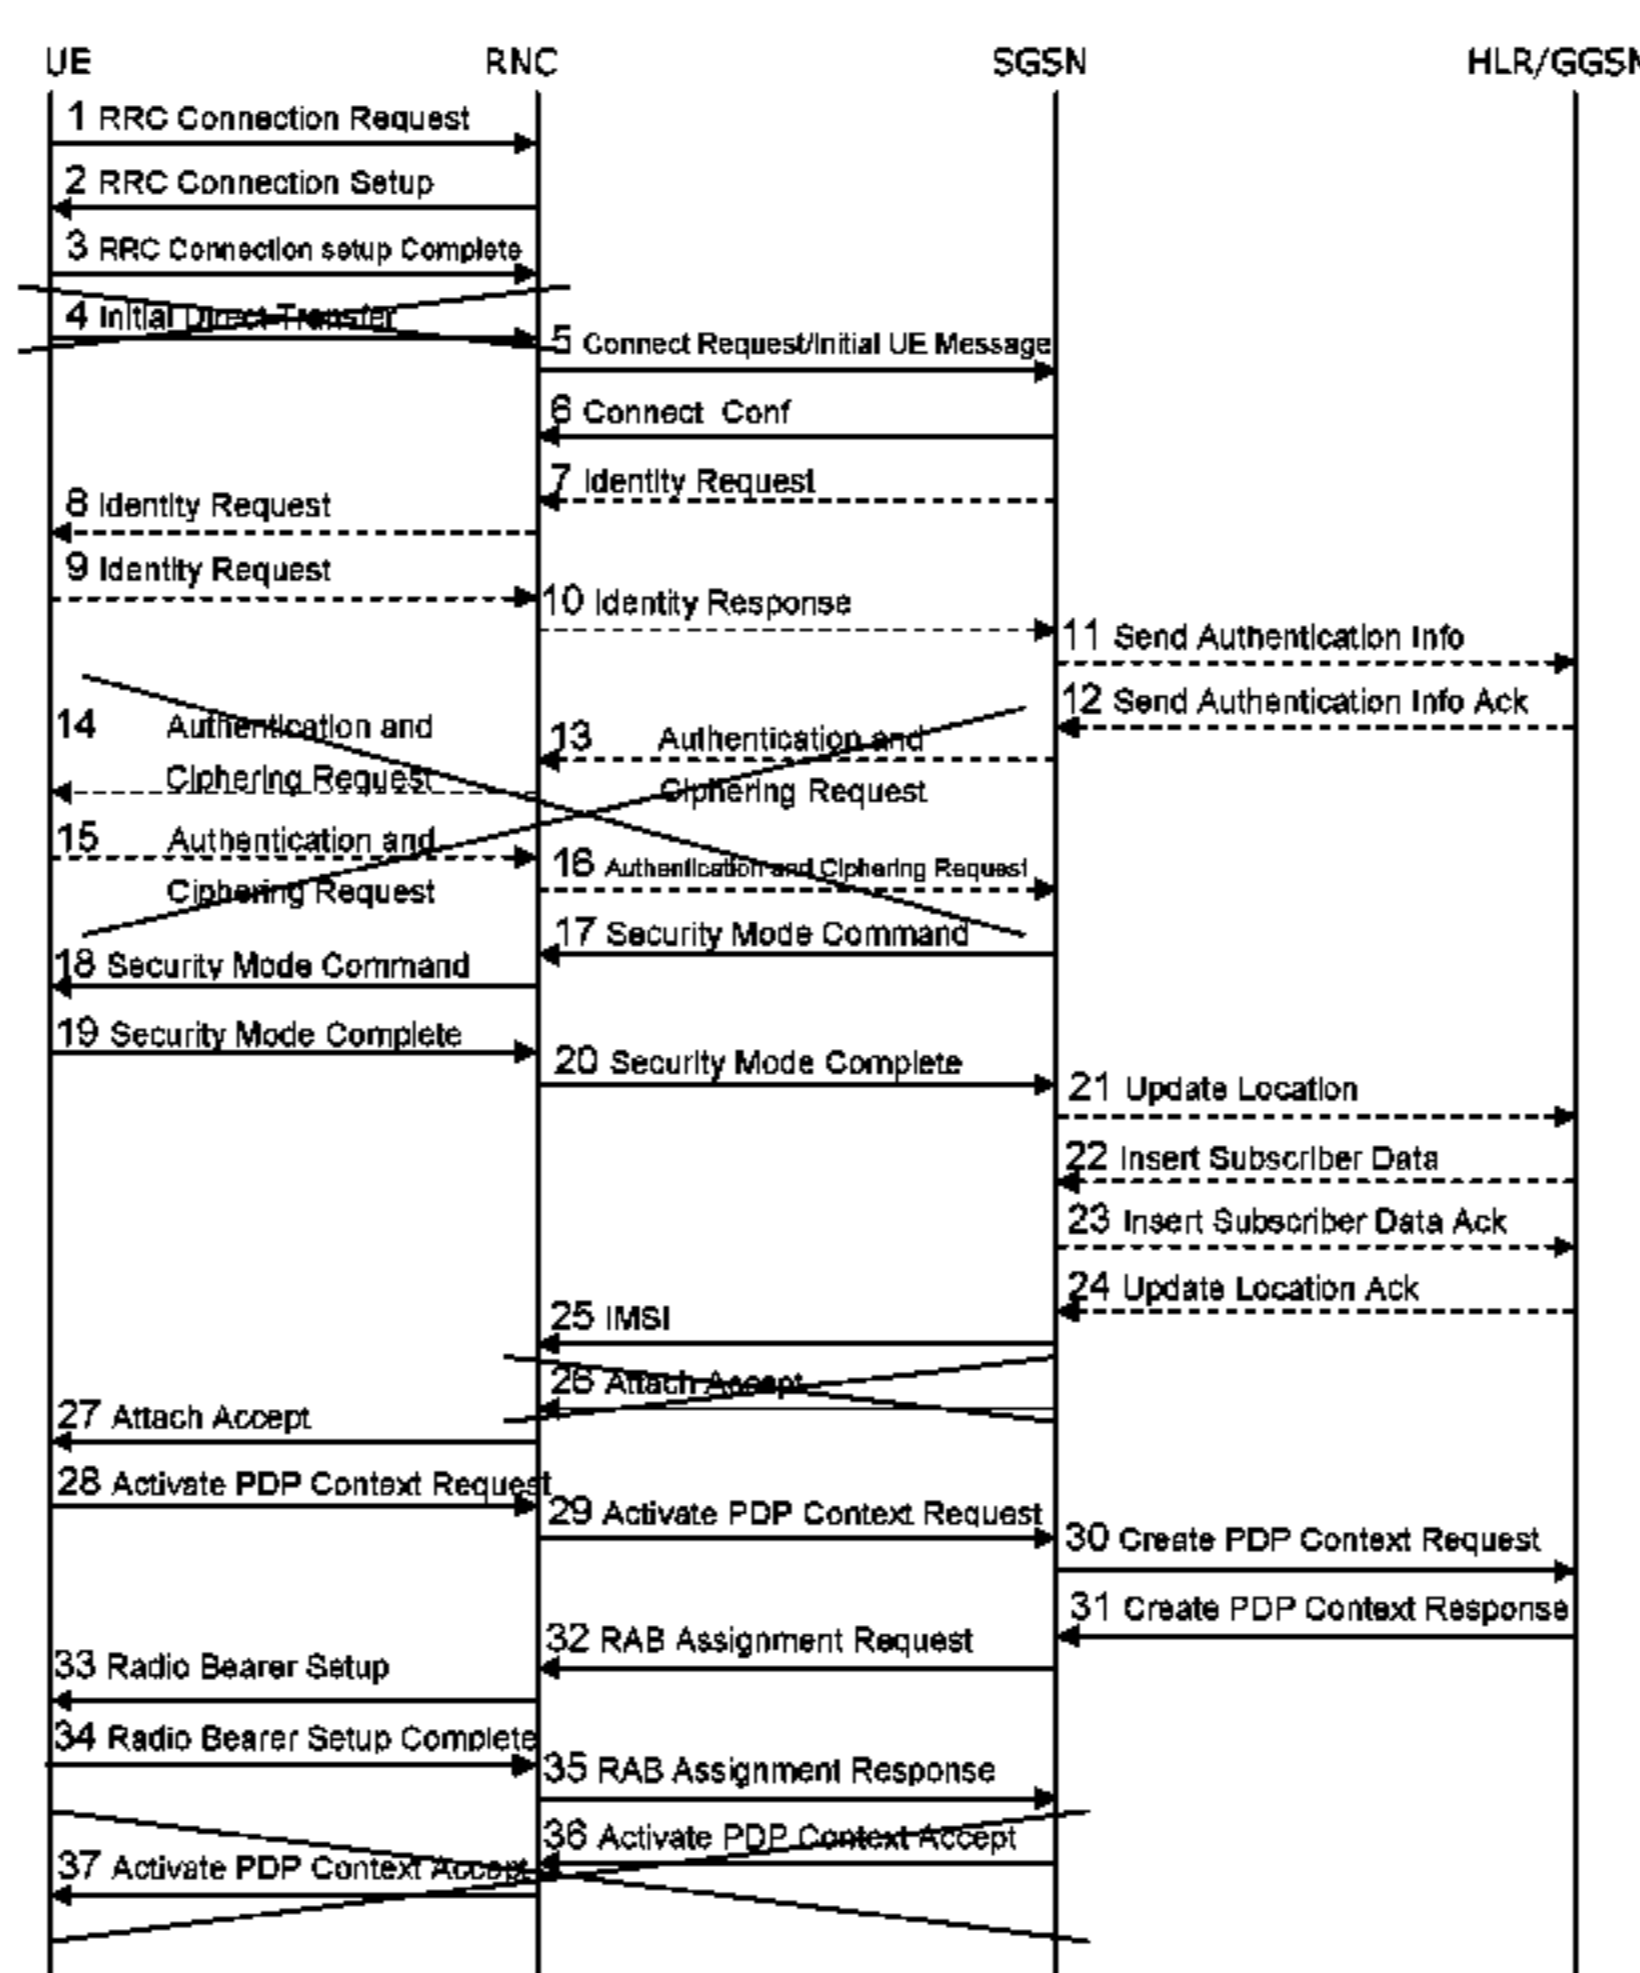 UE RNC SGSN HLR/GGSN
1 RRC Connection Request
2 RRC Connection Setup
3 RRC Connection setup Complete
4 Initial Direct Transfer
5 Connect Request/Initial UE Message
6 Connect Conf
7 Identity Request
8 Identity Request
9 Identity Request
10 Identity Response
11 Send Authentication Info
12 Send Authentication Info Ack
13 Authentication and
Ciphering Request
14 Authentication and
Ciphering Request
15 Authentication and
Ciphering Request
16 Authentication and Ciphering Request
17 Security Mode Command
18 Security Mode Command
19 Security Mode Complete
20 Security Mode Complete
21 Update Location
22 Insert Subscriber Data
23 Insert Subscriber Data Ack
24 Update Location Ack
25 IMSI
26 Attach Accept
27 Attach Accept
28 Activate PDP Context Request
29 Activate PDP Context Request
30 Create PDP Context Request
31 Create PDP Context Response
32 RAB Assignment Request
33 Radio Bearer Setup
34 Radio Bearer Setup Complete
35 RAB Assignment Response
36 Activate PDP Context Accept
37 Activate PDP Context Accept